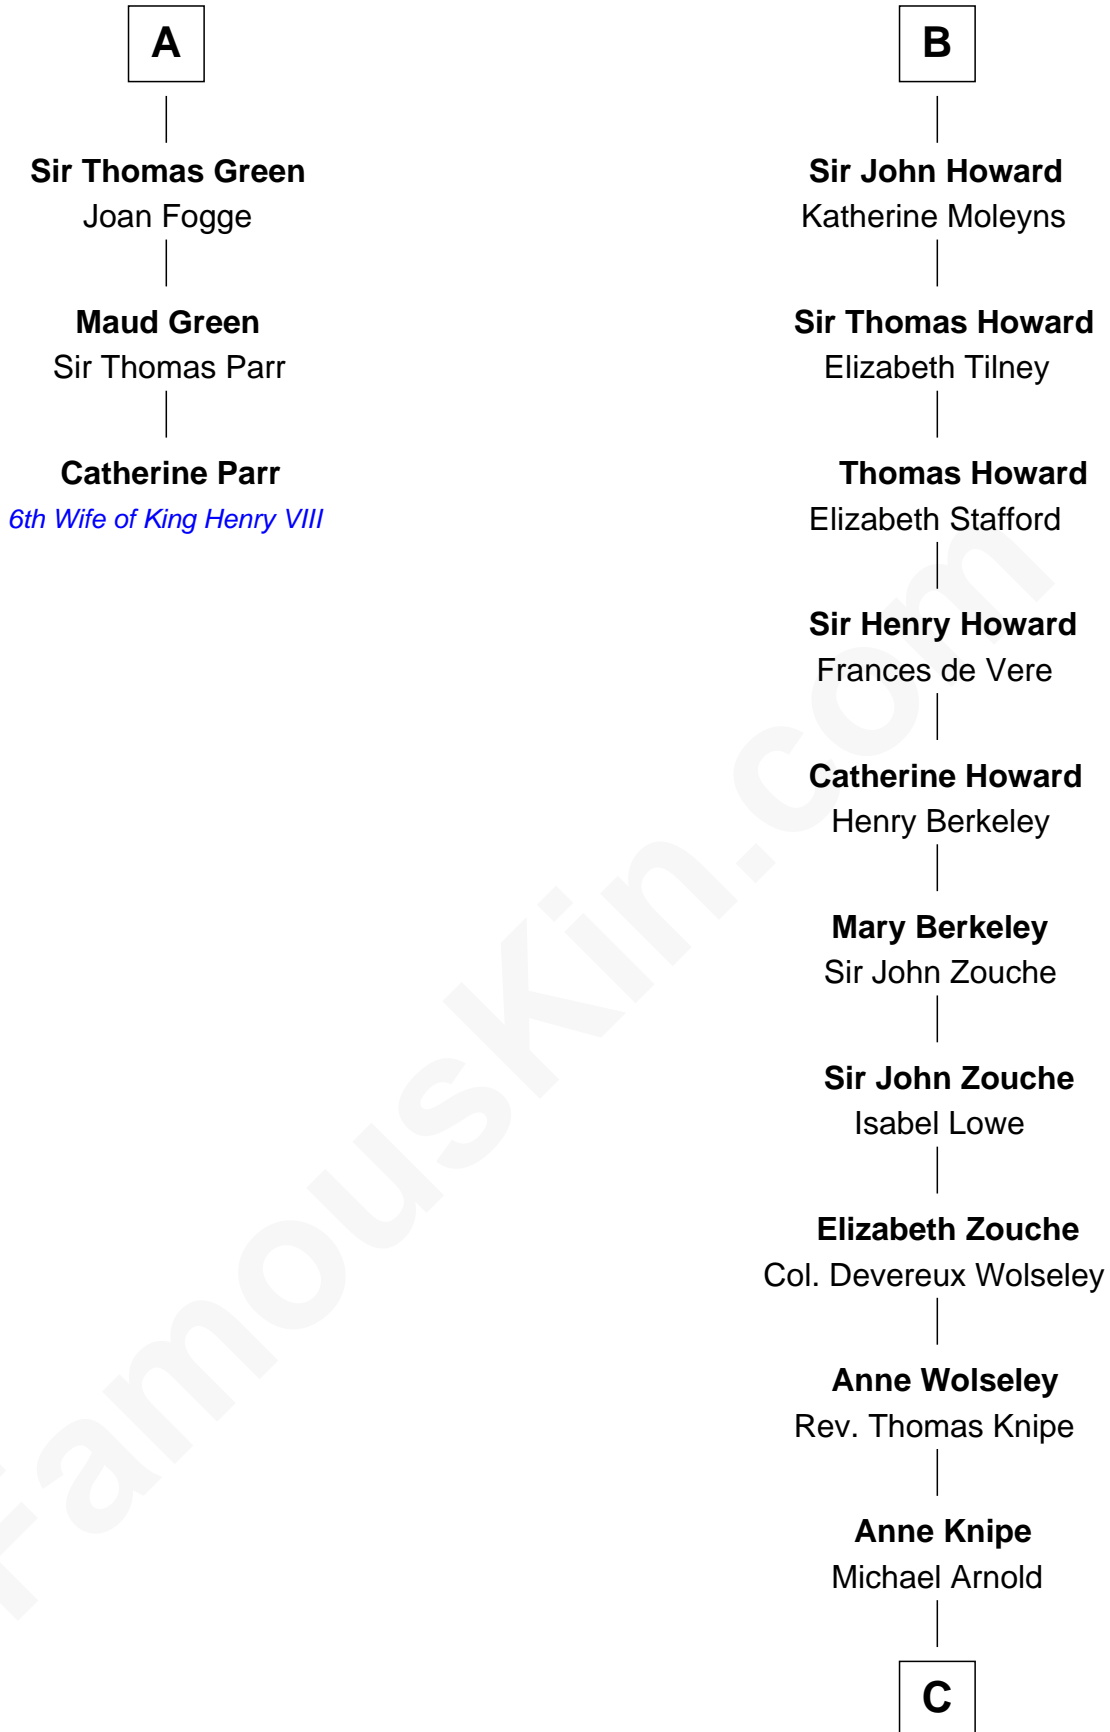 A
Sir Thomas Green
Joan Fogge
Maud Green
Sir Thomas Parr
Catherine Parr
6th Wife of King Henry VIII
B
Sir John Howard
Katherine Moleyns
Sir Thomas Howard
Elizabeth Tilney
Thomas Howard
Elizabeth Stafford
Sir Henry Howard
Frances de Vere
Catherine Howard
Henry Berkeley
Mary Berkeley
Sir John Zouche
Sir John Zouche
Isabel Lowe
Elizabeth Zouche
Col. Devereux Wolseley
Anne Wolseley
Rev. Thomas Knipe
Anne Knipe
Michael Arnold
C
FamousKin.com